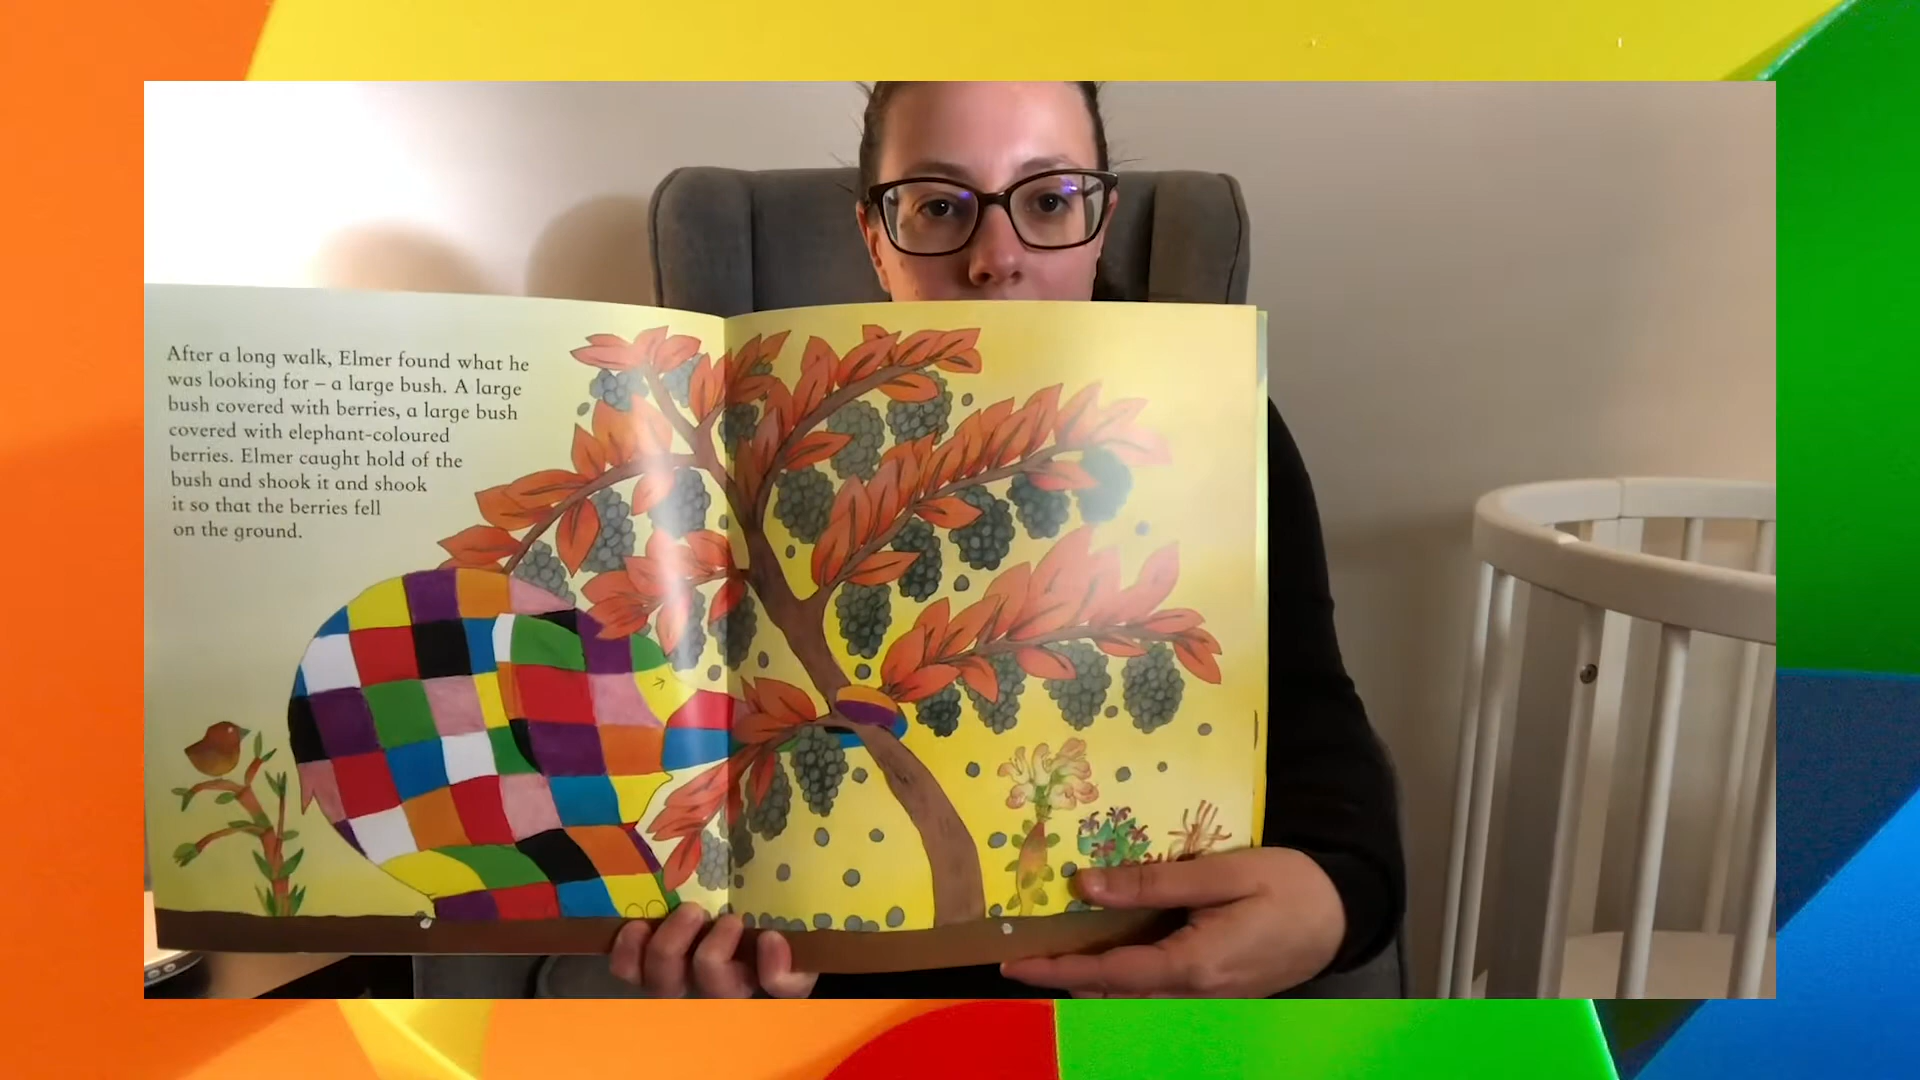 After a long walk, Elmer found what he
was looking for – a large bush. A large
bush covered with berries, a large bush
covered with elephant-coloured
berries. Elmer caught hold of the
bush and shook it and shook
it so that the berries fell
on the ground.